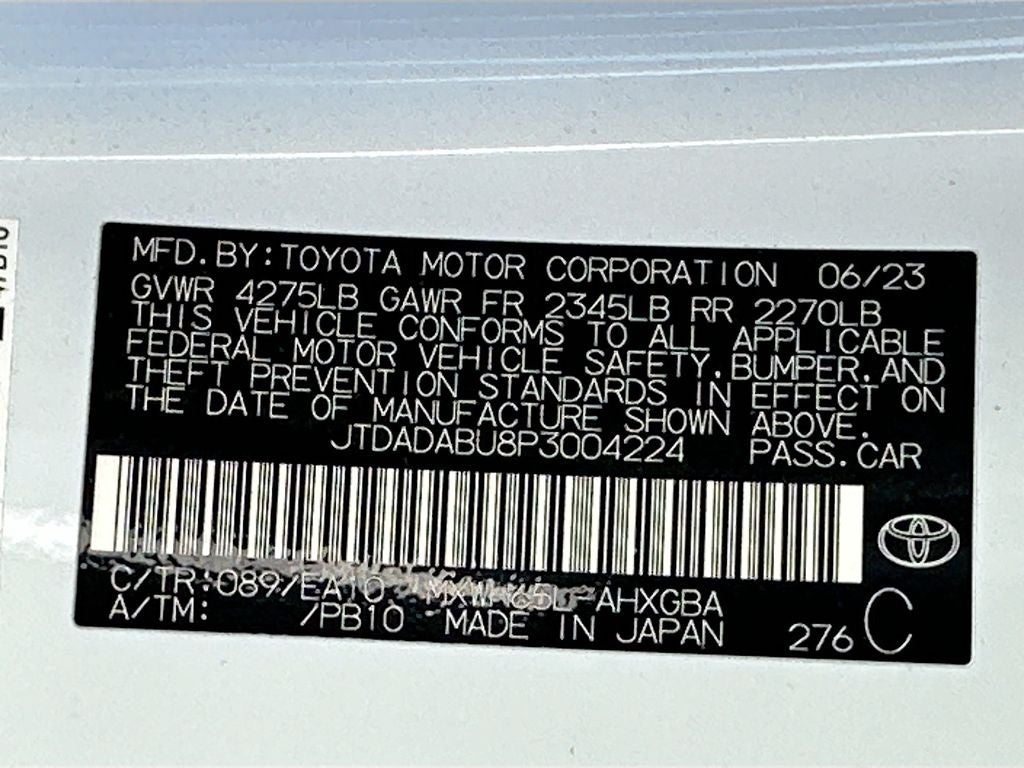 MFD.BY:TOYOTA MOTOR CORPORATION 06/23
GVWR 4275LB GAWR FR 2345LB RR 2270LB
THIS VEHICLE CONFORMS TO ALL APPLICABLE
FEDERAL MOTOR VEHICLE SAFETY,BUMPER,AND
THEFT PREVENTION STANDARDS IN EFFECT ON
THE DATE OF MANUFACTURE SHOWN ABOVE.
JTDADABU8P3004224 PASS.CAR
C/TR:089/EA10 MXWH65L-AHXGBA
A/TM: /PB10 MADE IN JAPAN 276 C